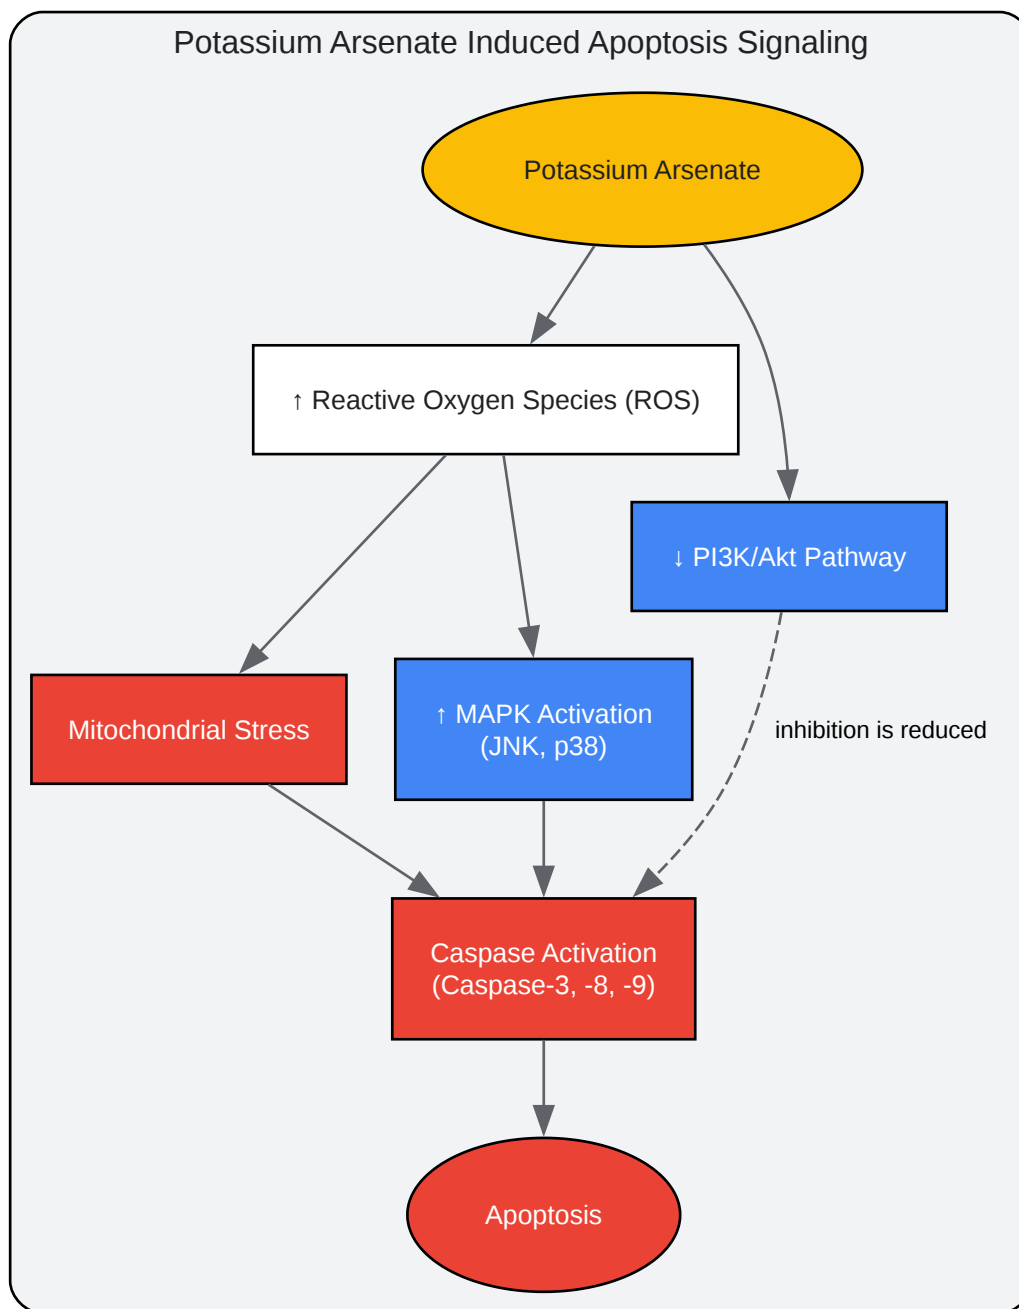 Potassium Arsenate Induced Apoptosis Signaling
Potassium Arsenate
↑ Reactive Oxygen Species (ROS)
↓ PI3K/Akt Pathway
Mitochondrial Stress
↑ MAPK Activation
(JNK, p38)
inhibition is reduced
Caspase Activation
(Caspase-3, -8, -9)
Apoptosis